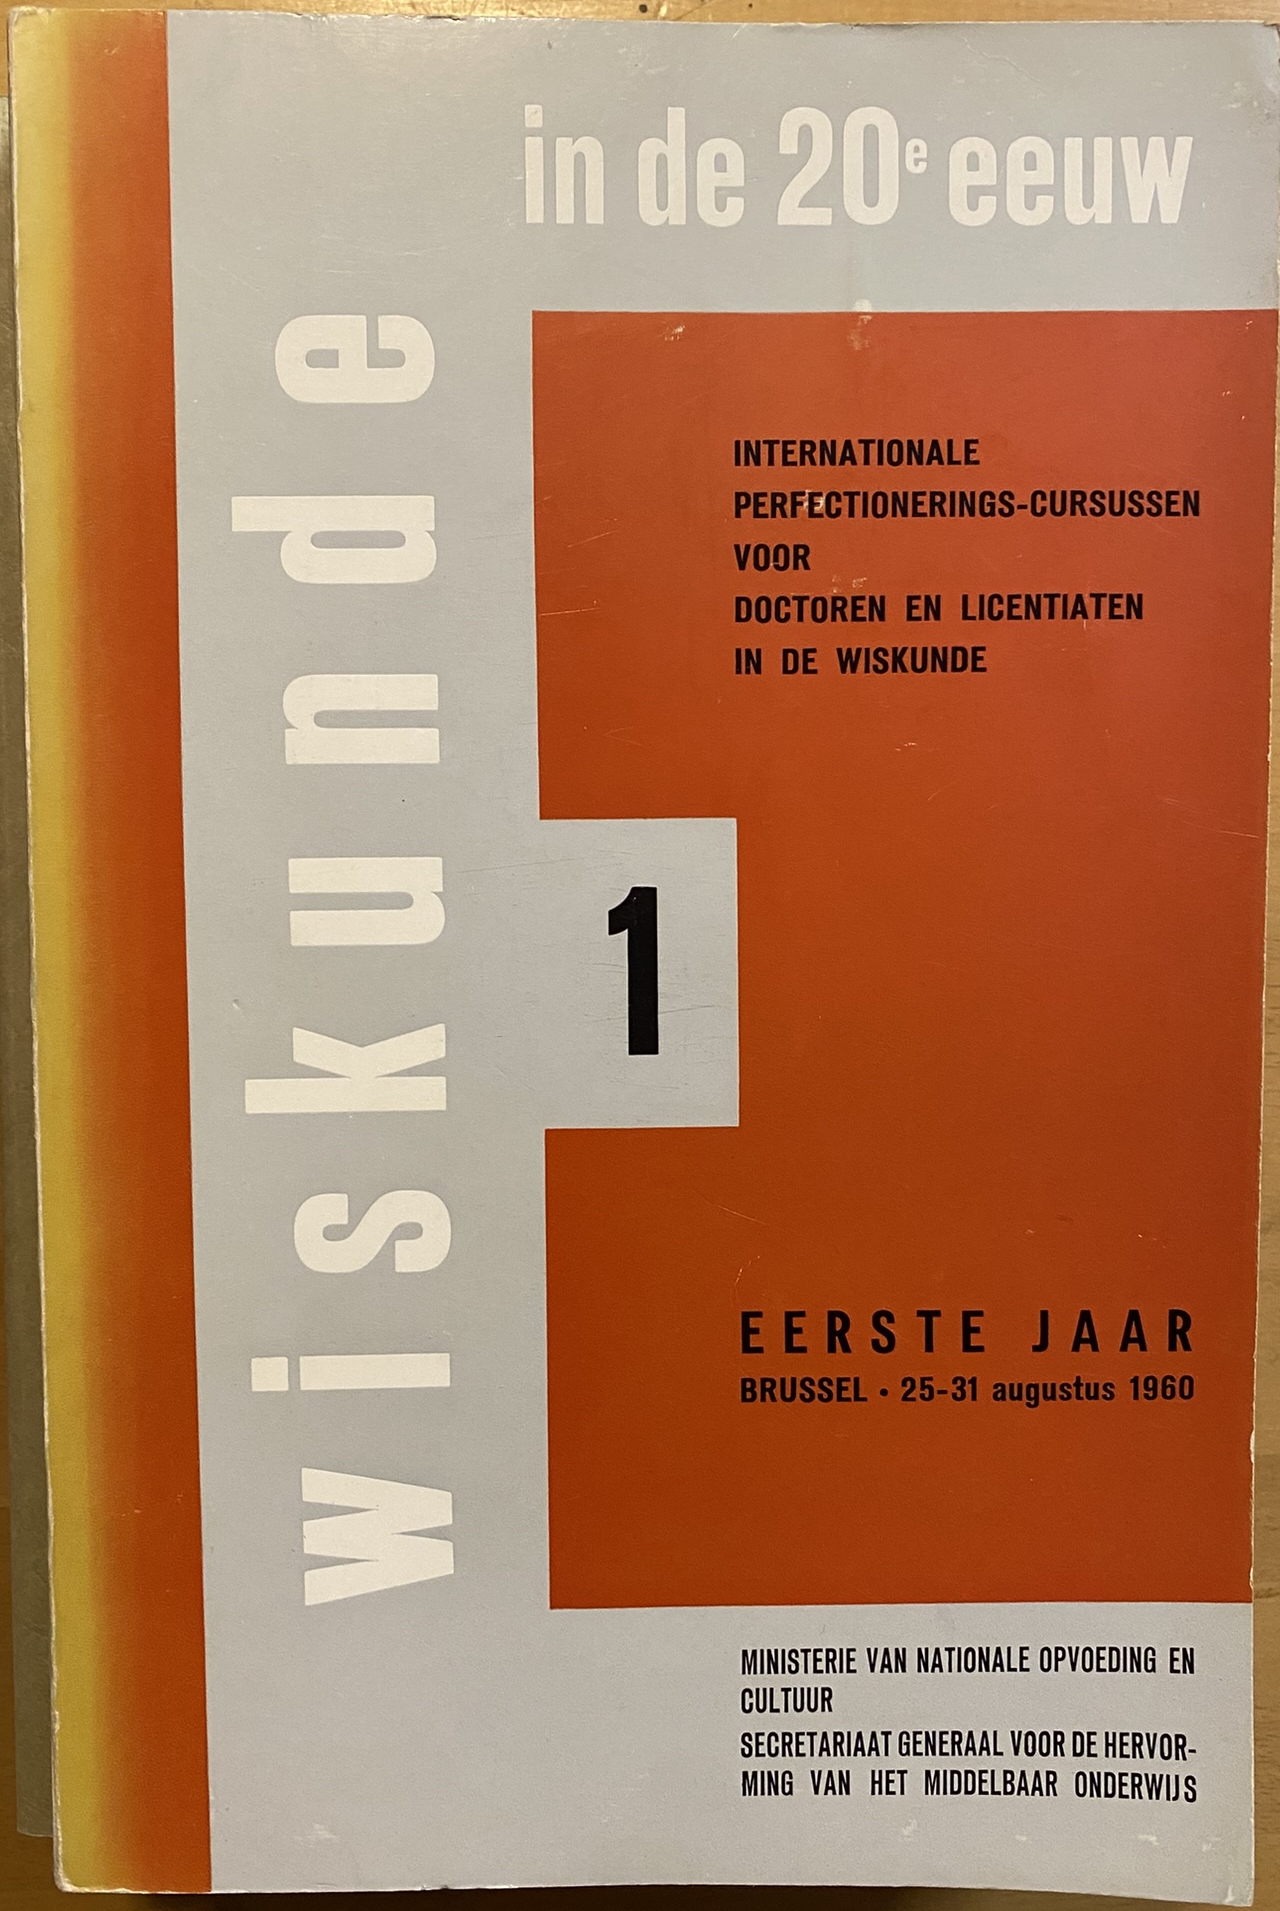 wiskunde
in de 20e eeuw
INTERNATIONALE
PERFECTIONERINGS-CURSUSSEN
VOOR
DOCTOREN EN LICENTIATEN
IN DE WISKUNDE
1
EERSTE JAAR
BRUSSEL • 25-31 augustus 1960
MINISTERIE VAN NATIONALE OPVOEDING EN
CULTUUR
SECRETARIAAT GENERAAL VOOR DE HERVOR-
MING VAN HET MIDDELBAAR ONDERWIJS